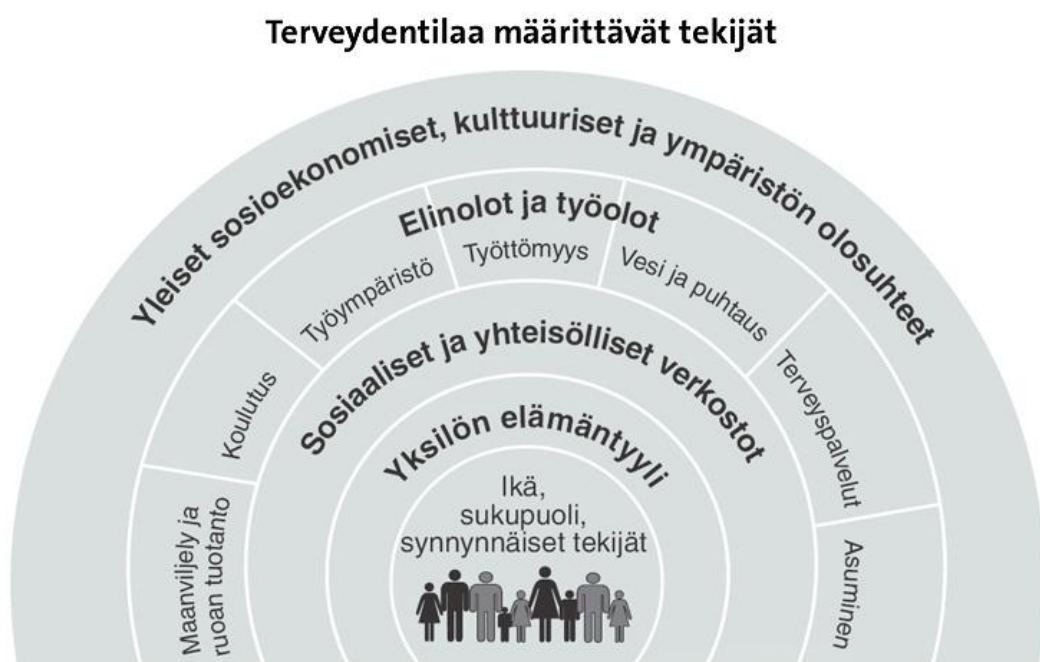 Terveydentilaa määrittävät tekijät
Yleiset sosioekonomiset, kulttuuriset ja ympäristön olosuhteet
Elinolot ja työolot
Maanviljely ja
ruoan tuotanto
Koulutus
Työympäristö
Työttömyys
Vesi ja puhtaus
Terveyspalvelut
Asuminen
Sosiaaliset ja yhteisölliset verkostot
Yksilön elämäntyyli
Ikä,
sukupuoli,
synnynnäiset tekijät